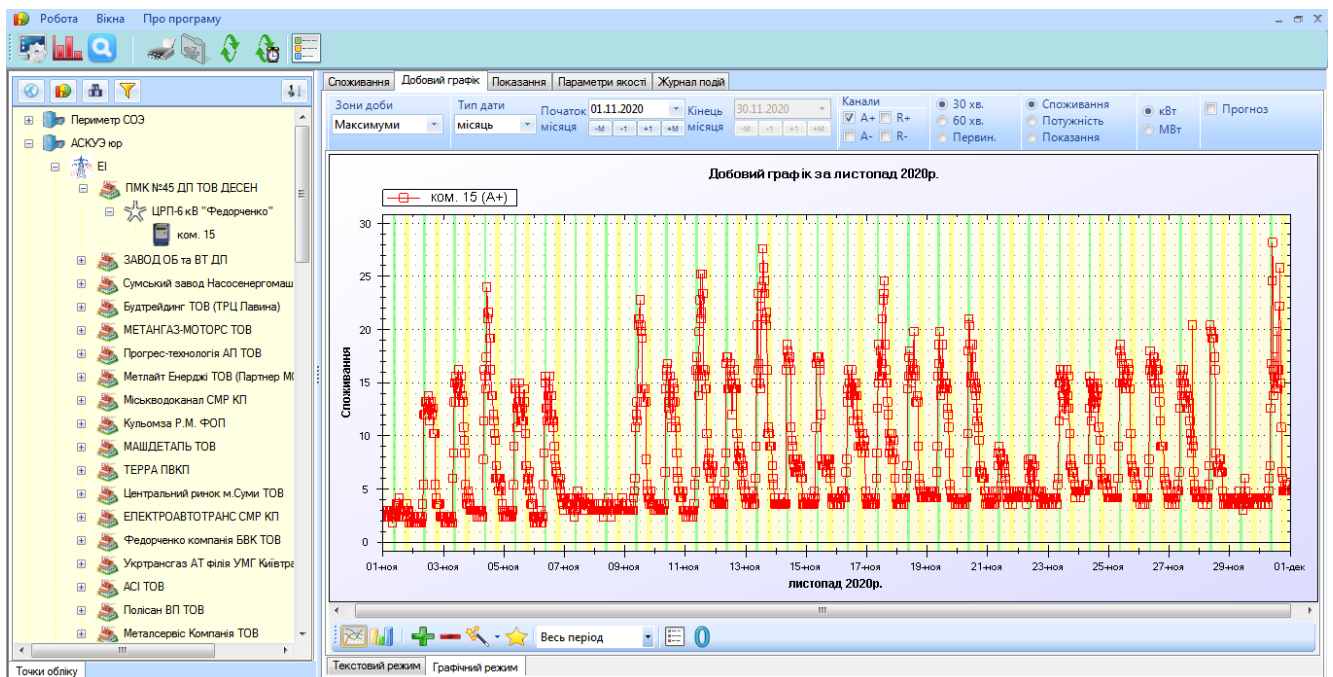 Робота Вікна Про програму
Споживання Добовий графік Показання Параметри якості Журнал подій
Зони доби
Максимуми
Тип дати
місяць
Початок 01.11.2020 Кінець 30.11.2020
місяця -М -1 +1 +М місяця -М -1 +1 +М
Канали
A+ R+
A- R-
30 хв.
60 хв.
Первин.
Споживання
Потужність
Показання
кВт
МВт
Прогноз
Периметр СОЭ
АСКУЭ юр
ЕІ
ПМК №45 ДП ТОВ ДЕСЕН
ЦРП-6 кВ "Федорченко"
ком. 15
ЗАВОД ОБ та ВТ ДП
Сумський завод Насосенергомаш
Будтрейдинг ТОВ (ТРЦ Лавина)
МЕТАНГАЗ-МОТОРС ТОВ
Прогрес-технологія АП ТОВ
Метлайт Енерджі ТОВ (Партнер МО
Міськводоканал СМР КП
Кульомза Р.М. ФОП
МАШДЕТАЛЬ ТОВ
ТЕРРА ПВКП
Центральний ринок м.Суми ТОВ
ЕЛЕКТРОАВТОТРАНС СМР КП
Федорченко компанія БВК ТОВ
Укртрансгаз АТ філія УМГ Київтра
АСІ ТОВ
Полісан ВП ТОВ
Металсервіс Компанія ТОВ
Точки обліку
Добовий графік за листопад 2020р.
ком. 15 (A+)
Споживання
30
25
20
15
10
5
0
01-ноя 03-ноя 05-ноя 07-ноя 09-ноя 11-ноя 13-ноя 15-ноя 17-ноя 19-ноя 21-ноя 23-ноя 25-ноя 27-ноя 29-ноя 01-дек
листопад 2020р.
Весь період
Текстовий режим Графічний режим